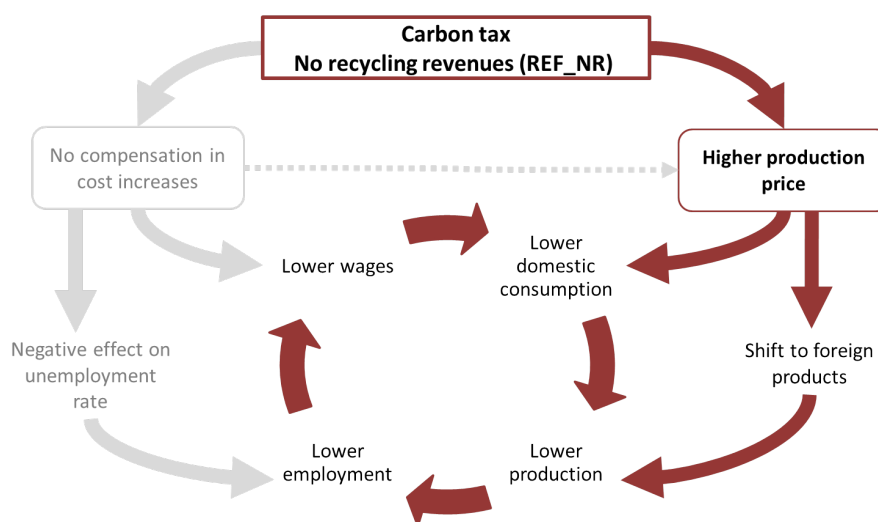 Carbon tax
No recycling revenues (REF_NR)
No compensation in
cost increases
Higher production
price
Lower wages
Lower
domestic
consumption
Negative effect on
unemployment
rate
Shift to foreign
products
Lower
employment
Lower
production